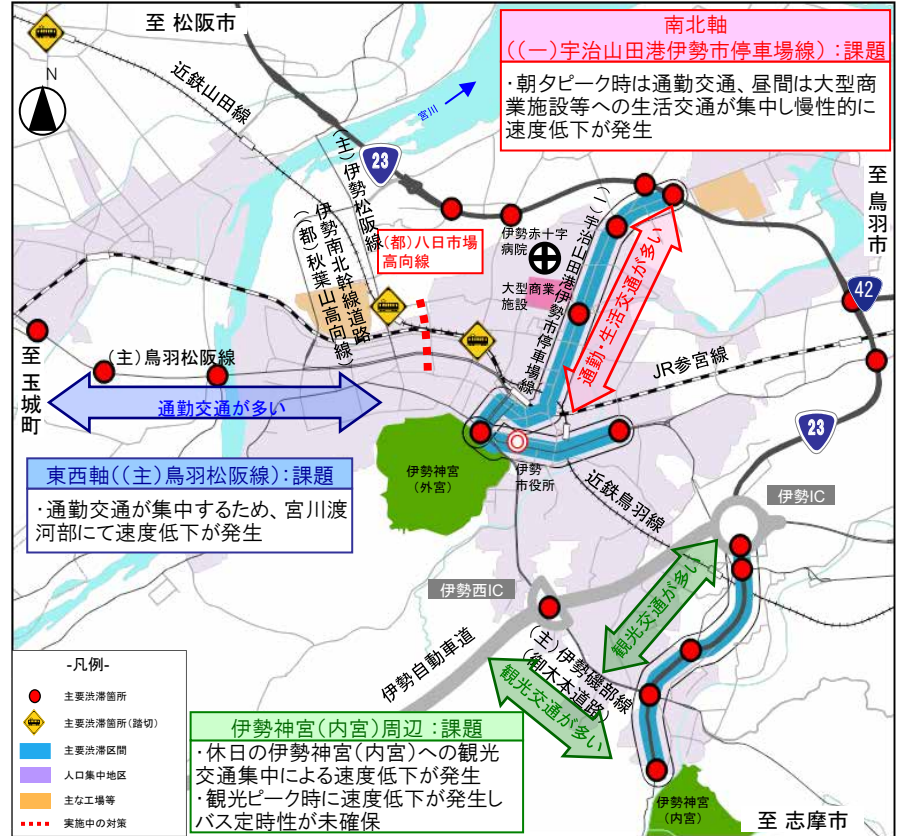 至 松阪市
南北軸
((一)宇治山田港伊勢市停車場線):課題
・朝夕ピーク時は通勤交通、昼間は大型商
業施設等への生活交通が集中し慢性的に
速度低下が発生
N
近鉄山田線
宮川
(主)伊勢松阪線
23
至 鳥羽市
伊勢南北幹線道路
(都)秋葉山高向線)
(都)八日市場
高向線
伊勢赤十字
病院
大型商業
施設
(一)宇治山田港伊勢市停車場線
通勤・生活交通が多い
42
至 玉城町
(主)鳥羽松阪線
JR参宮線
通勤交通が多い
23
東西軸((主)鳥羽松阪線):課題
・通勤交通が集中するため、宮川渡
河部にて速度低下が発生
伊勢神宮
(外宮)
伊勢
市役所
近鉄鳥羽線
伊勢IC
伊勢西IC
観光交通が多い
伊勢自動車道
(主)伊勢磯部線
(御木本道路)
観光交通が多い
-凡例-
主要渋滞箇所
主要渋滞箇所(踏切)
主要渋滞区間
人口集中地区
主な工場等
実施中の対策
伊勢神宮(内宮)周辺:課題
・休日の伊勢神宮(内宮)への観光
交通集中による速度低下が発生
・観光ピーク時に速度低下が発生し
バス定時性が未確保
伊勢神宮
(内宮)
至 志摩市